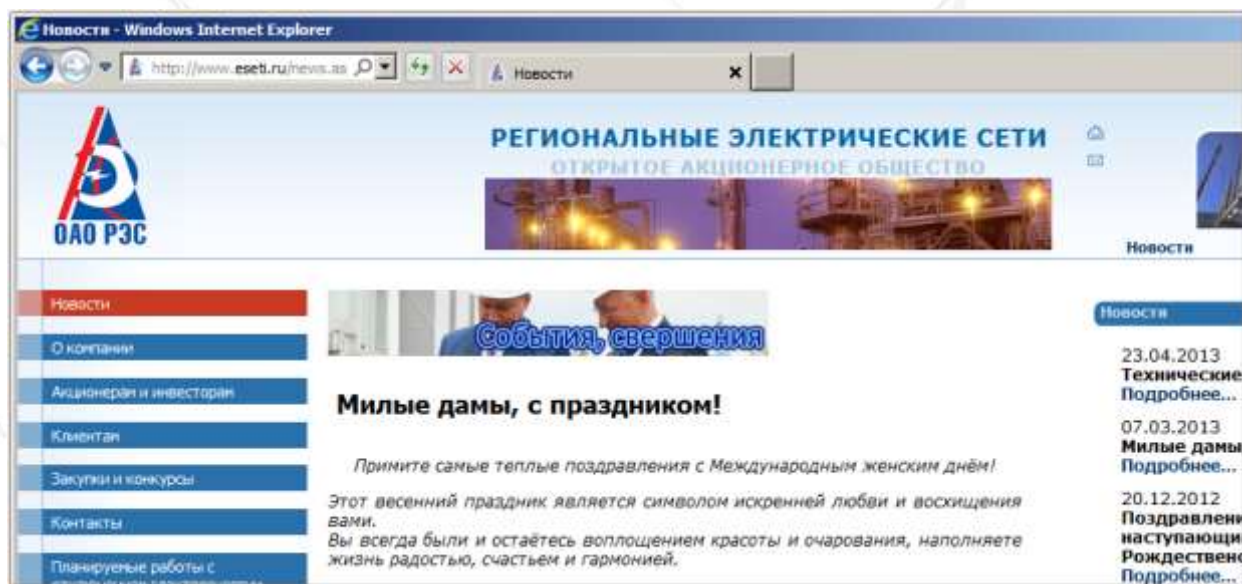 Новости - Windows Internet Explorer
http://www.eseti.ru/news.as
Новости
РЕГИОНАЛЬНЫЕ ЭЛЕКТРИЧЕСКИЕ СЕТИ
ОТКРЫТОЕ АКЦИОНЕРНОЕ ОБЩЕСТВО
ОАО РЭС
Новости
Новости
О компании
Акционерам и инвесторам
Клиентам
Закупки и конкурсы
Контакты
Планируемые работы с
События, свершения
Милые дамы, с праздником!
Примите самые теплые поздравления с Международным женским днём!
Этот весенний праздник является символом искренней любви и восхищения
вами.
Вы всегда были и остаётесь воплощением красоты и очарования, наполняете
жизнь радостью, счастьем и гармонией.
Новости
23.04.2013
Технические
Подробнее...
07.03.2013
Милые дамы
Подробнее...
20.12.2012
Поздравлени
наступающи
Рождественс
Подробнее...